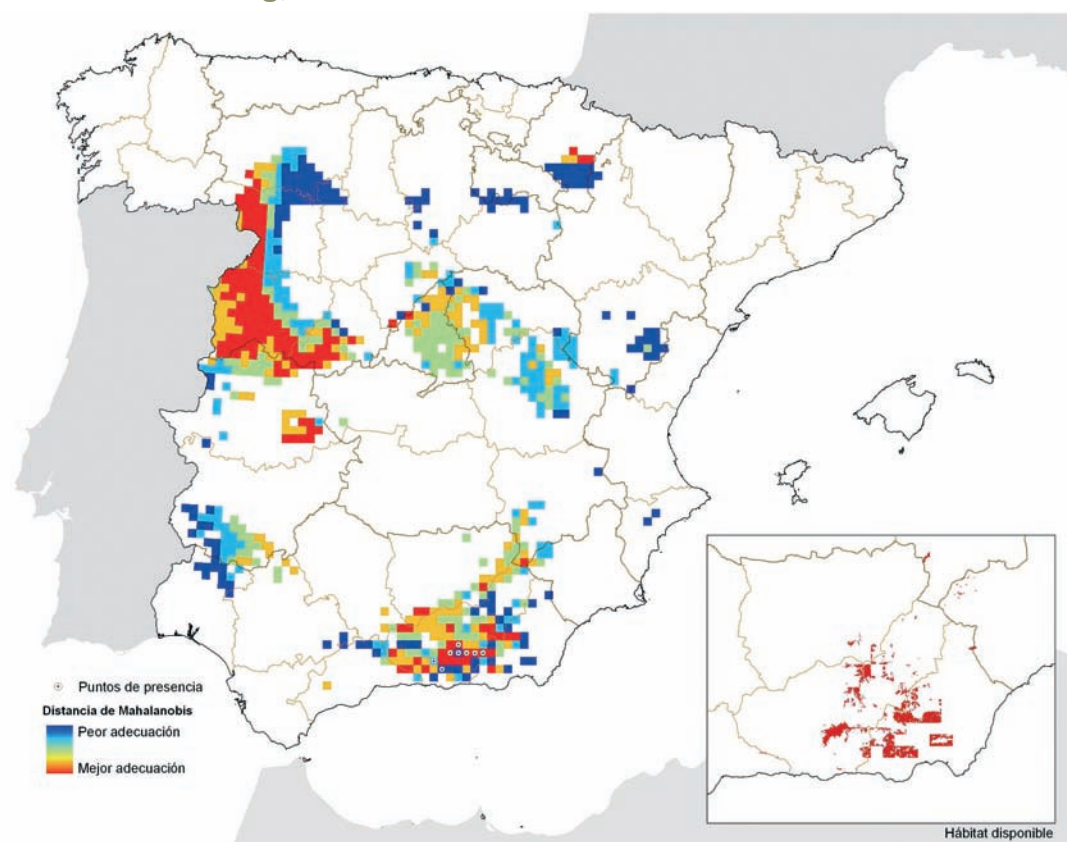 Puntos de presencia
Distancia de Mahalanobis
Peor adecuación
Mejor adecuación
Hábitat disponible